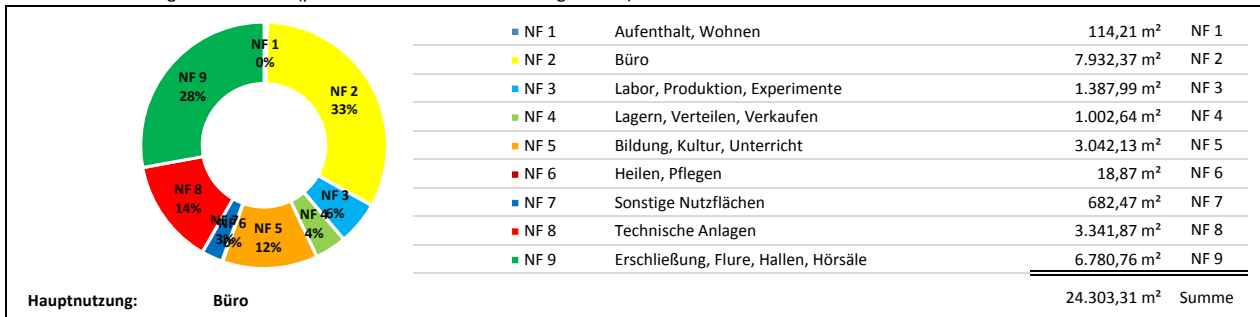 NF 1
0%
NF 2
33%
NF 3
6%
NF 4
4%
NF 5
12%
NF 6
0%
NF 7
3%
NF 8
14%
NF 9
28%
NF 1 Aufenthalt, Wohnen 114,21 m² NF 1
NF 2 Büro 7.932,37 m² NF 2
NF 3 Labor, Produktion, Experimente 1.387,99 m² NF 3
NF 4 Lagern, Verteilen, Verkaufen 1.002,64 m² NF 4
NF 5 Bildung, Kultur, Unterricht 3.042,13 m² NF 5
NF 6 Heilen, Pflegen 18,87 m² NF 6
NF 7 Sonstige Nutzflächen 682,47 m² NF 7
NF 8 Technische Anlagen 3.341,87 m² NF 8
NF 9 Erschließung, Flure, Hallen, Hörsäle 6.780,76 m² NF 9
Hauptnutzung: Büro 24.303,31 m² Summe